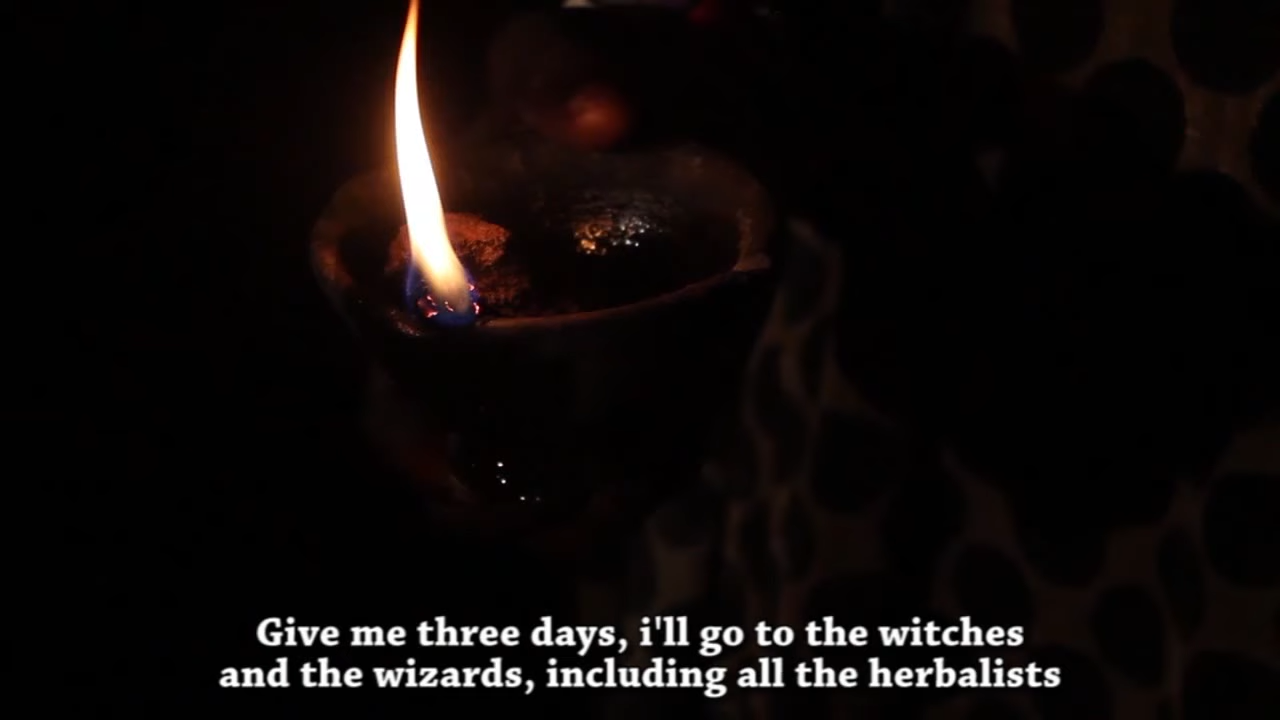 Give me three days, i'll go to the witches
and the wizards, including all the herbalists